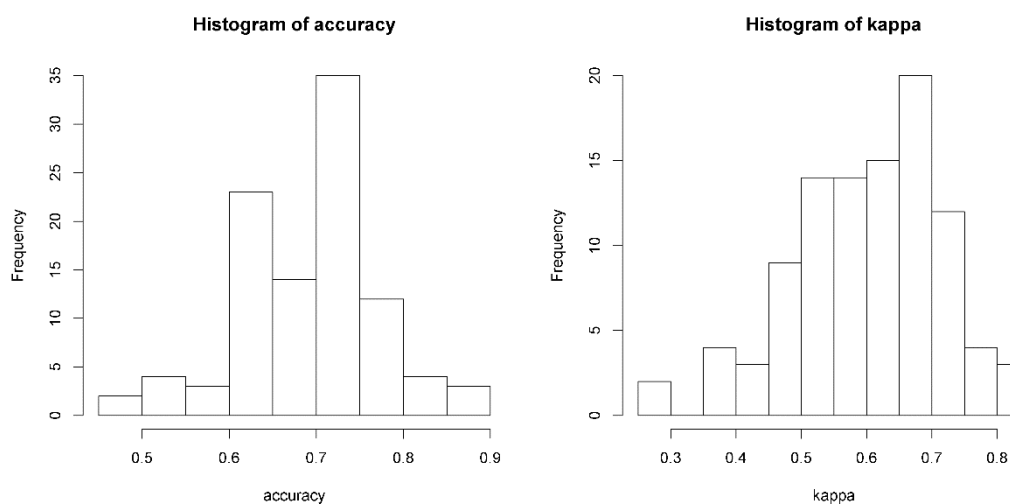 Histogram of accuracy
Frequency
0 5 10 15 20 25 30 35
0.5 0.6 0.7 0.8 0.9
accuracy
Histogram of kappa
Frequency
0 5 10 15 20
0.3 0.4 0.5 0.6 0.7 0.8
kappa